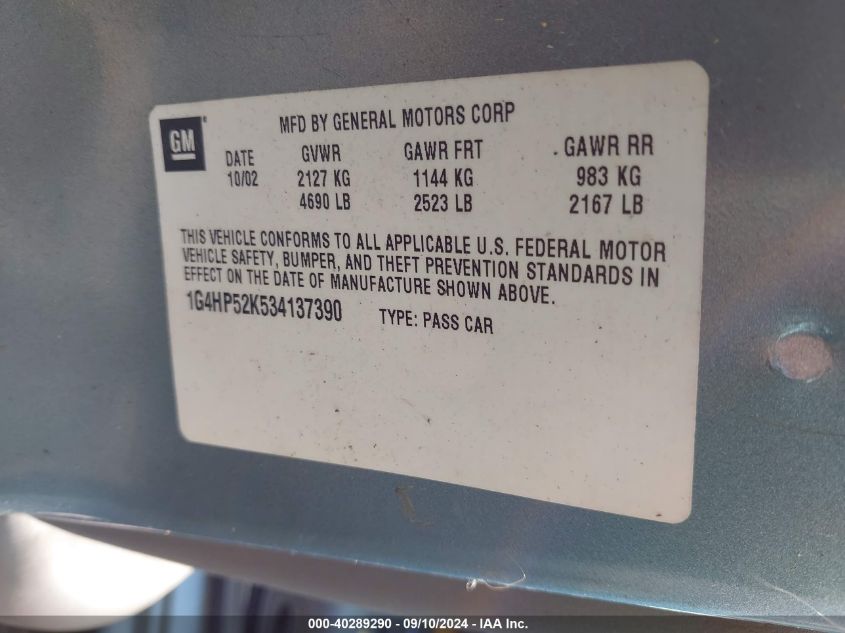 GM
MFD BY GENERAL MOTORS CORP
DATE GVWR GAWR FRT GAWR RR
10/02 2127 KG 1144 KG 983 KG
4690 LB 2523 LB 2167 LB
THIS VEHICLE CONFORMS TO ALL APPLICABLE U.S. FEDERAL MOTOR
VEHICLE SAFETY, BUMPER, AND THEFT PREVENTION STANDARDS IN
EFFECT ON THE DATE OF MANUFACTURE SHOWN ABOVE.
1G4HP52K534137390 TYPE: PASS CAR
000-40289290 - 09/10/2024 - IAA Inc.